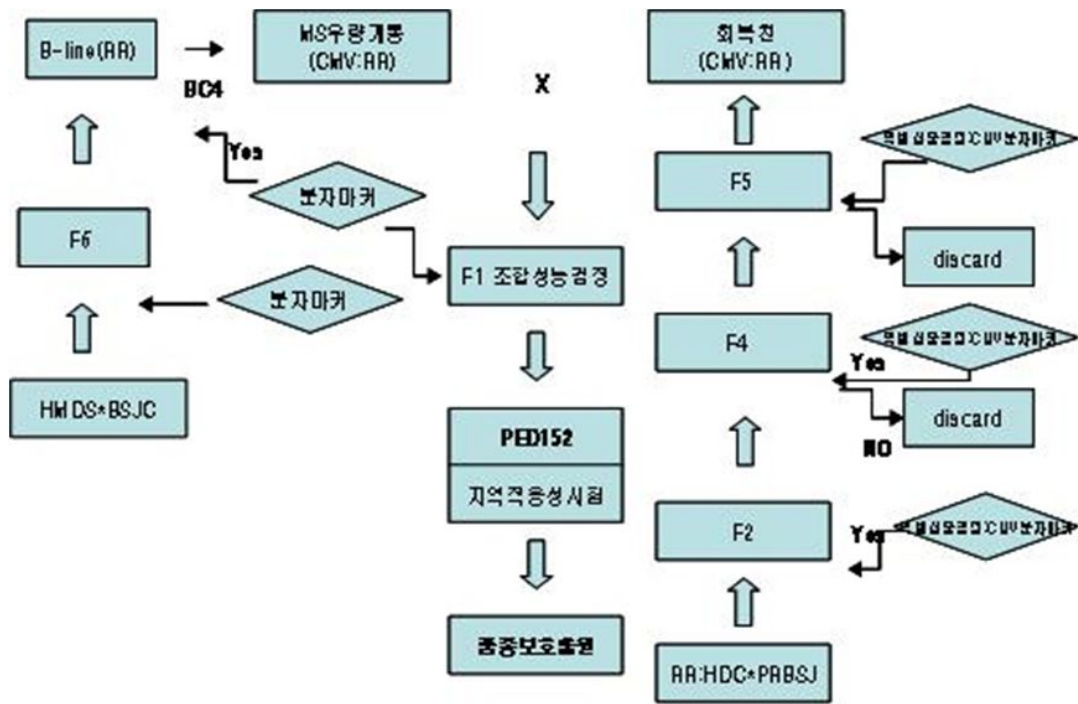 B-line(RR)
MS우량계통
(CMV:RR)
BC4
Yes
분자마커
F6
분자마커
HMDS*BSJC
X
F1 조합성능검정
PED152
지역적응성시험
품종보호출원
회복친
(CMV:RR)
F5
discard
F4
Yes
discard
NO
F2
Yes
RR:HDC*PRBSJ